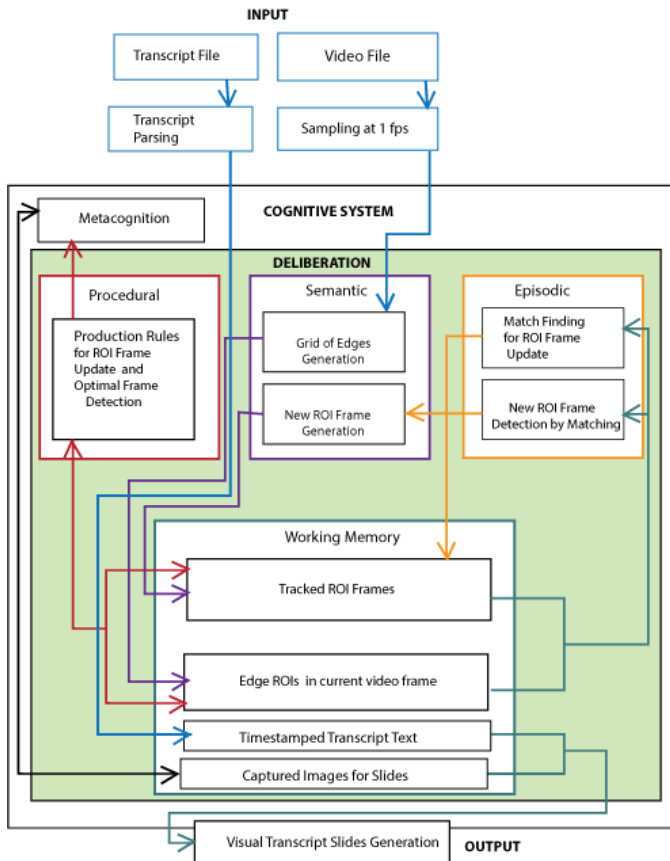 INPUT
Transcript File
Video File
Transcript
Parsing
Sampling at 1 fps
Metacognition
COGNITIVE SYSTEM
DELIBERATION
Procedural
Production Rules
for ROI Frame
Update and
Optimal Frame
Detection
Semantic
Grid of Edges
Generation
New ROI Frame
Generation
Episodic
Match Finding
for ROI Frame
Update
New ROI Frame
Detection by Matching
Working Memory
Tracked ROI Frames
Edge ROIs in current video frame
Timestamped Transcript Text
Captured Images for Slides
Visual Transcript Slides Generation
OUTPUT